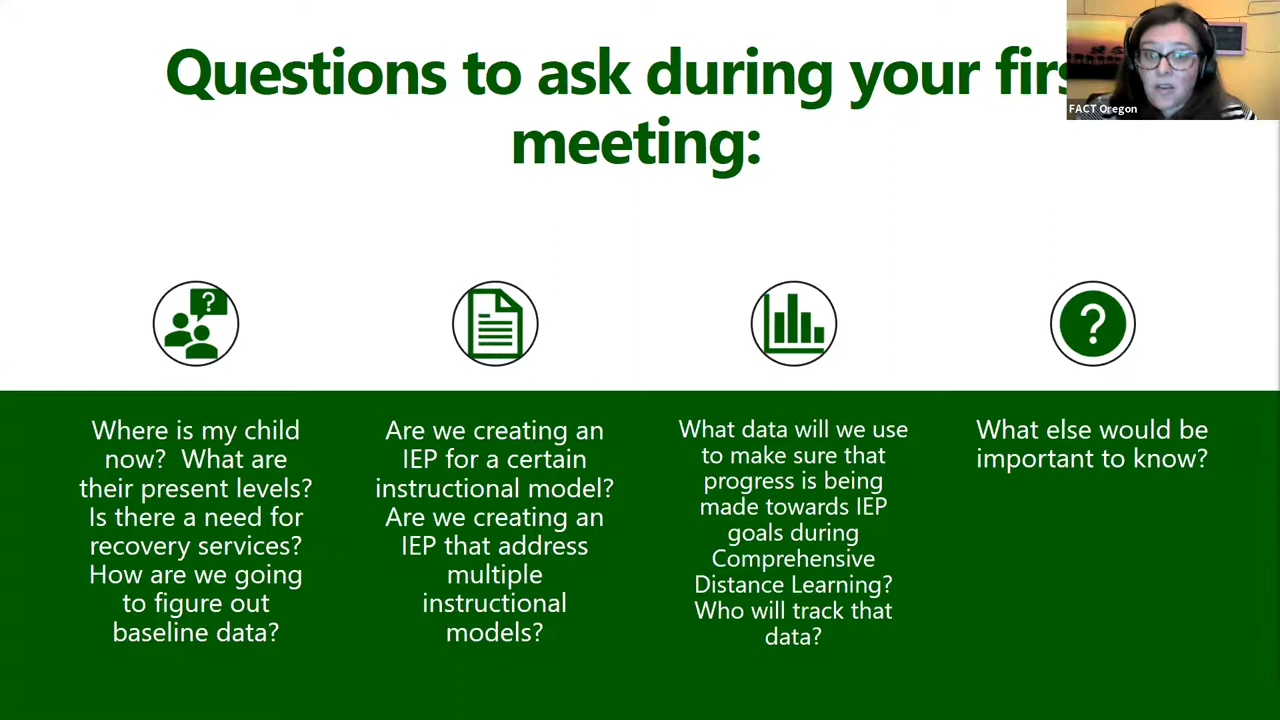 Questions to ask during your
meeting:
FACT Oregon
?
?
Where is my child
now?  What are
their present levels?
Is there a need for
recovery services?
How are we going
to figure out
baseline data?
Are we creating an
IEP for a certain
instructional model?
Are we creating an
IEP that address
multiple
instructional
models?
What data will we use
to make sure that
progress is being
made towards IEP
goals during
Comprehensive
Distance Learning?
Who will track that
data?
What else would be
important to know?